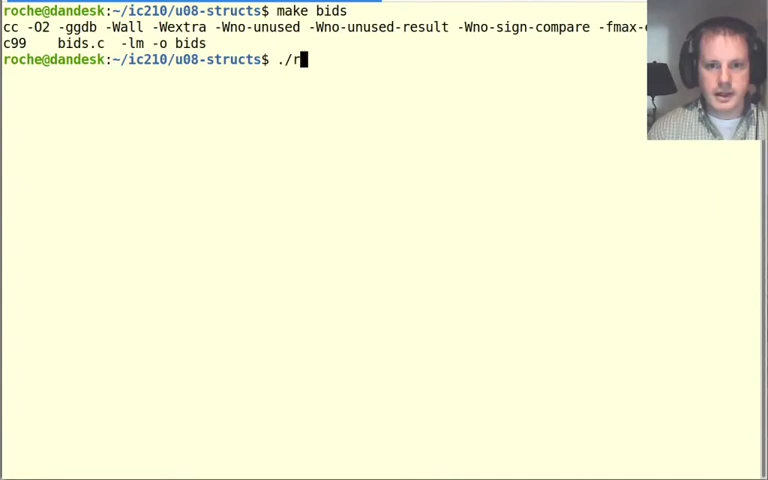 roche@dandesk:~/ic210/u08-structs$ make bids
cc -O2 -ggdb -Wall -Wextra -Wno-unused -Wno-unused-result -Wno-sign-compare -fmax-
c99    bids.c  -lm -o bids
roche@dandesk:~/ic210/u08-structs$ ./r